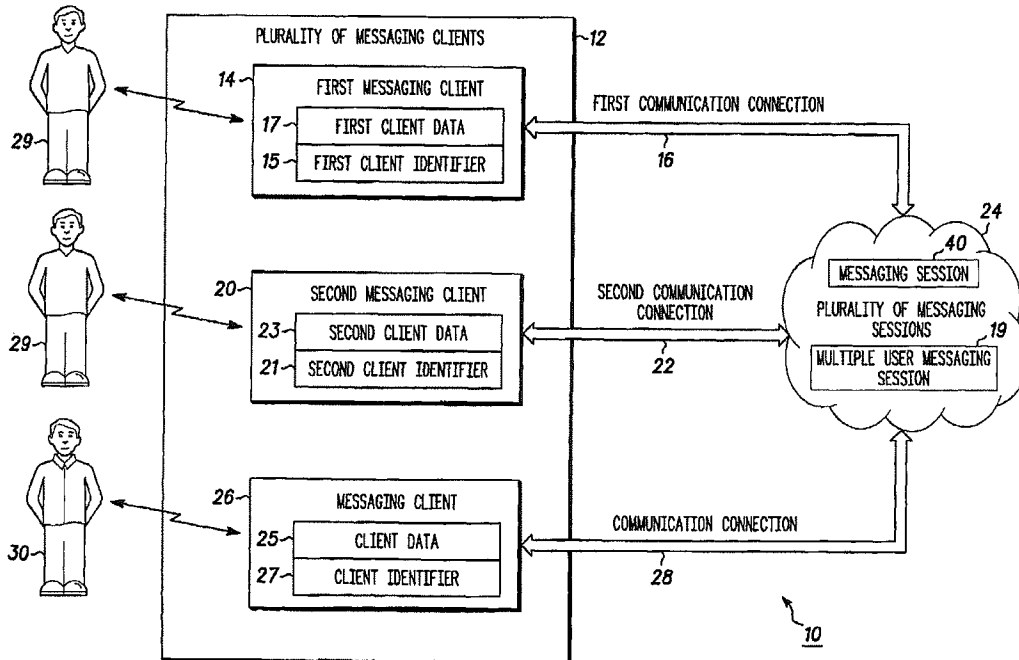 PLURALITY OF MESSAGING CLIENTS
12
14
FIRST MESSAGING CLIENT
17
FIRST CLIENT DATA
15
FIRST CLIENT IDENTIFIER
FIRST COMMUNICATION CONNECTION
16
29
20
SECOND MESSAGING CLIENT
23
SECOND CLIENT DATA
21
SECOND CLIENT IDENTIFIER
SECOND COMMUNICATION
CONNECTION
22
24
40
MESSAGING SESSION
PLURALITY OF MESSAGING
SESSIONS
19
MULTIPLE USER MESSAGING
SESSION
29
26
MESSAGING CLIENT
25
CLIENT DATA
27
CLIENT IDENTIFIER
COMMUNICATION CONNECTION
28
30
10